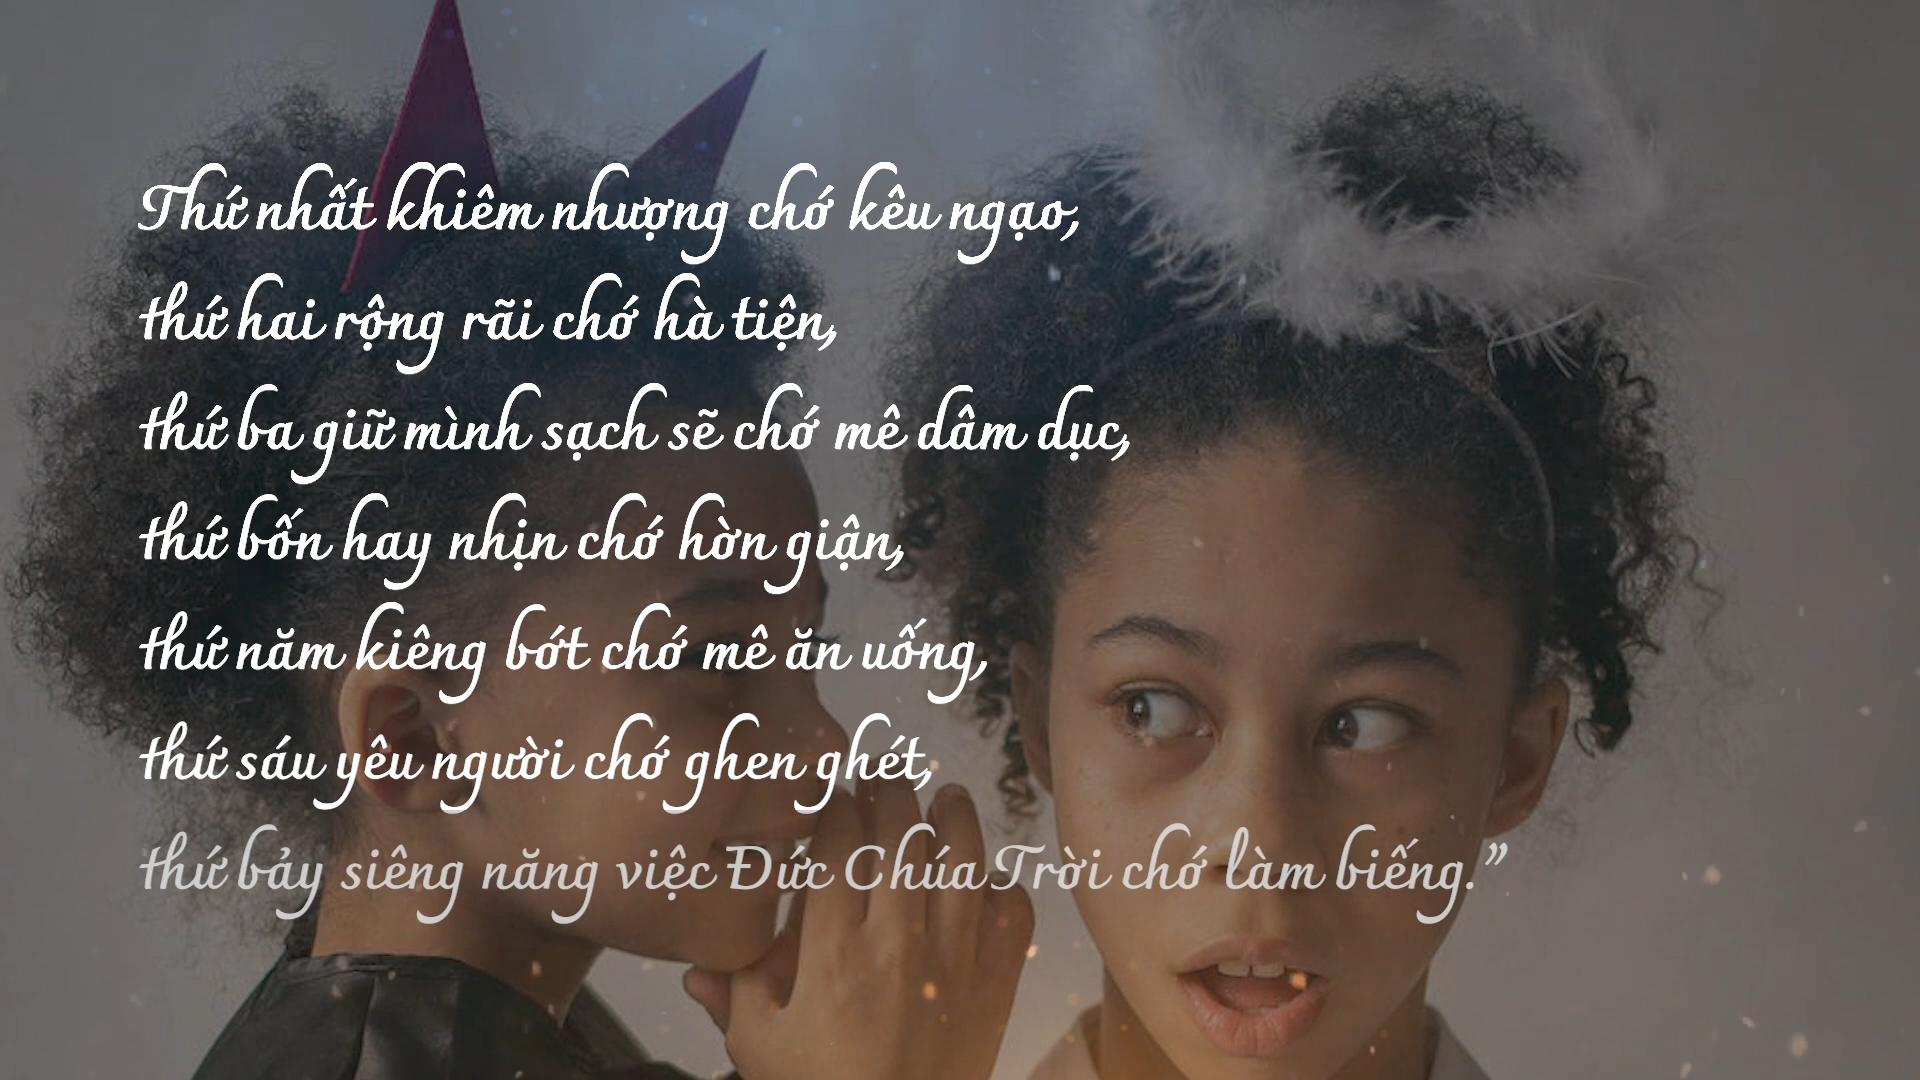 Thứ nhất khiêm nhượng chớ kêu ngạo,
thứ hai rộng rãi chớ hà tiện,
thứ ba giữ mình sạch sẽ chớ mê dâm dục,
thứ bốn hay nhịn chớ hờn giận,
thứ năm kiêng bớt chớ mê ăn uống,
thứ sáu yêu người chớ ghen ghét,
thứ bảy siêng năng việc Đức Chúa Trời chớ làm biếng.”